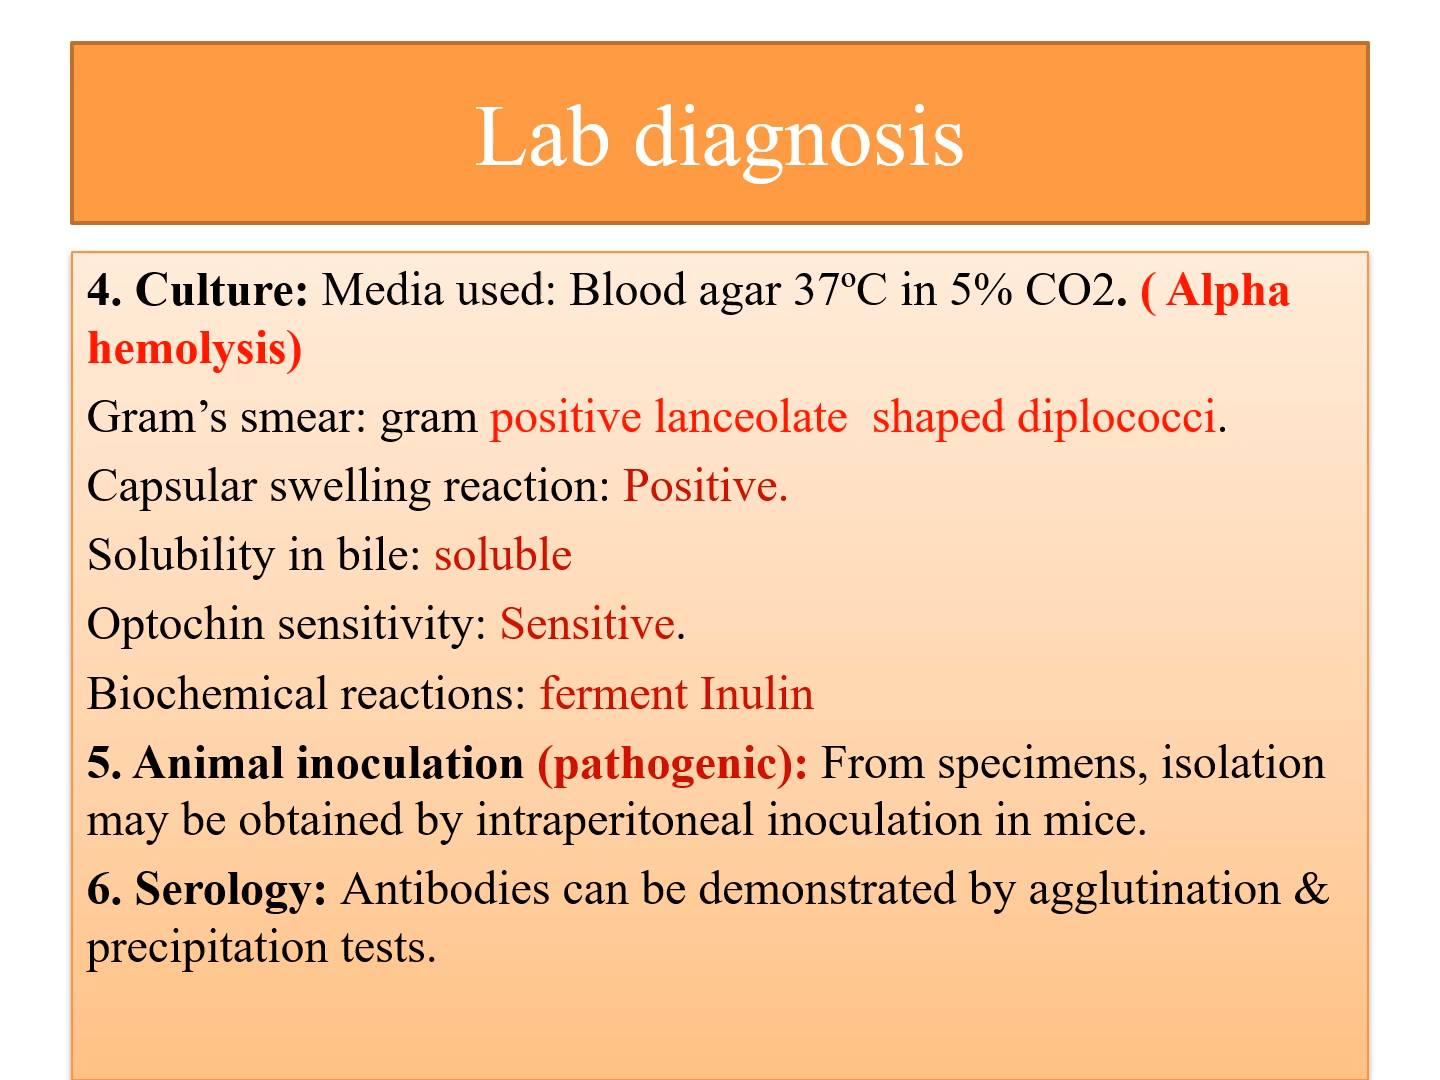 Lab diagnosis
4. Culture: Media used: Blood agar 37ºC in 5% CO2. ( Alpha
hemolysis)
Gram’s smear: gram positive lanceolate  shaped diplococci.
Capsular swelling reaction: Positive.
Solubility in bile: soluble
Optochin sensitivity: Sensitive.
Biochemical reactions: ferment Inulin
5. Animal inoculation (pathogenic): From specimens, isolation
may be obtained by intraperitoneal inoculation in mice.
6. Serology: Antibodies can be demonstrated by agglutination &
precipitation tests.